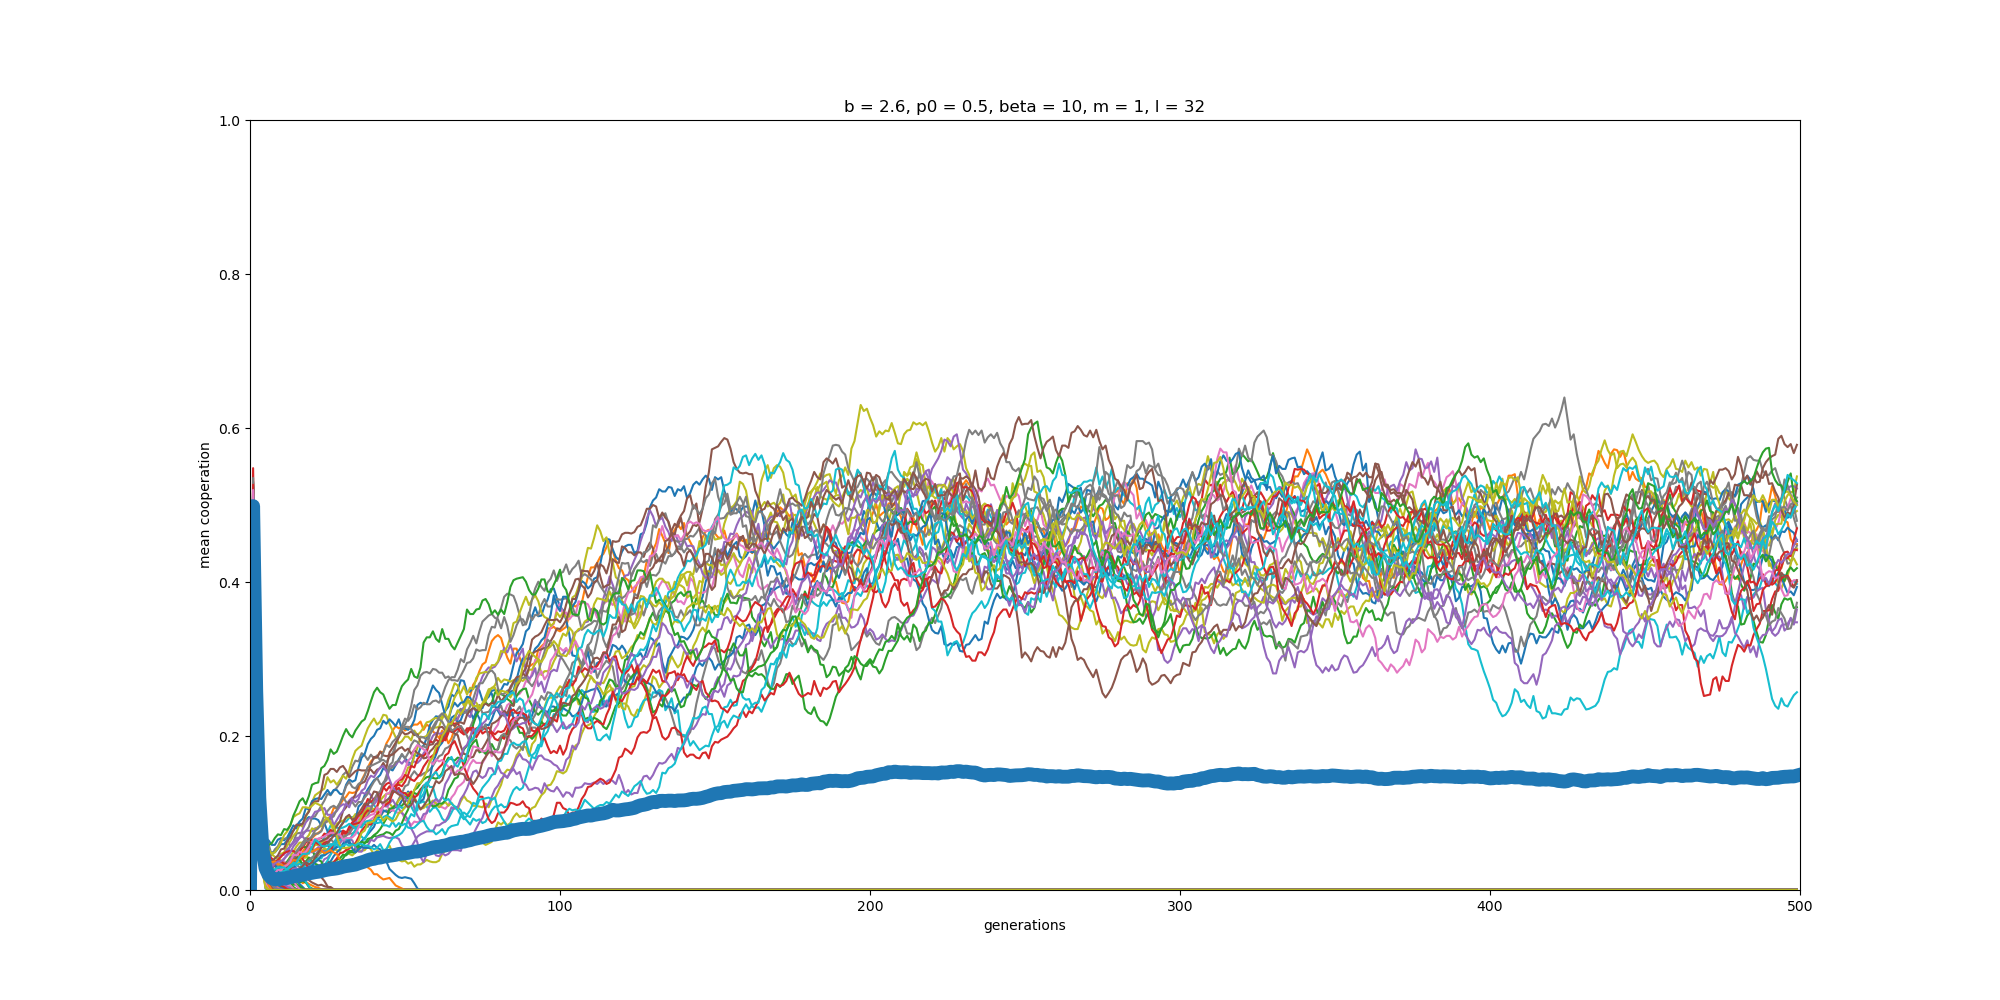 b = 2.6, p0 = 0.5, beta = 10, m = 1, l = 32
1.0
0.8
0.6
0.4
0.2
0.0
mean cooperation
0 100 200 300 400 500
generations